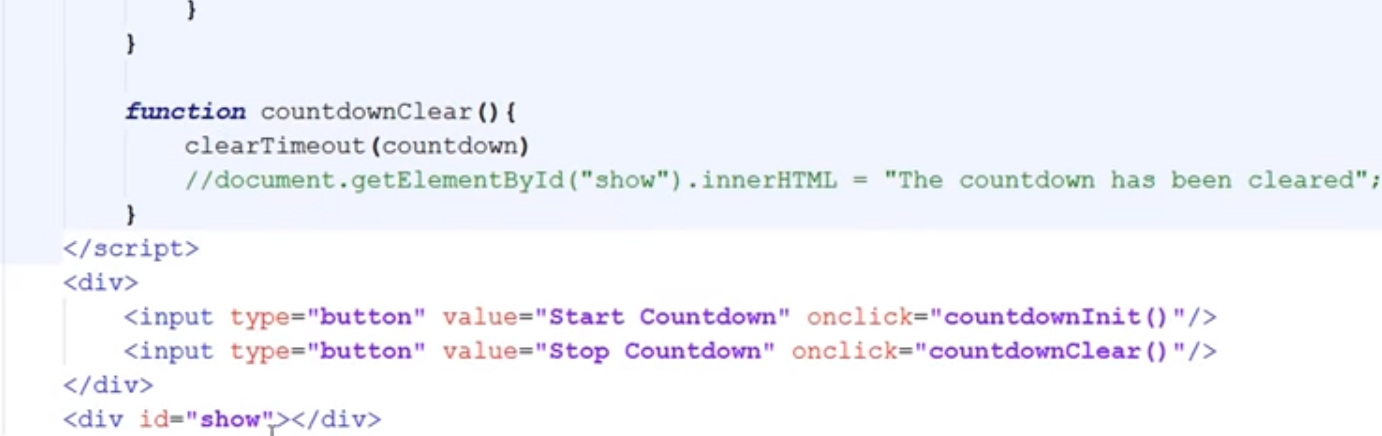 }
}
function countdownClear(){
clearTimeout(countdown)
//document.getElementById("show").innerHTML = "The countdown has been cleared";
}
</script>
<div>
<input type="button" value="Start Countdown" onclick="countdownInit()"/>
<input type="button" value="Stop Countdown" onclick="countdownClear()"/>
</div>
<div id="show"></div>